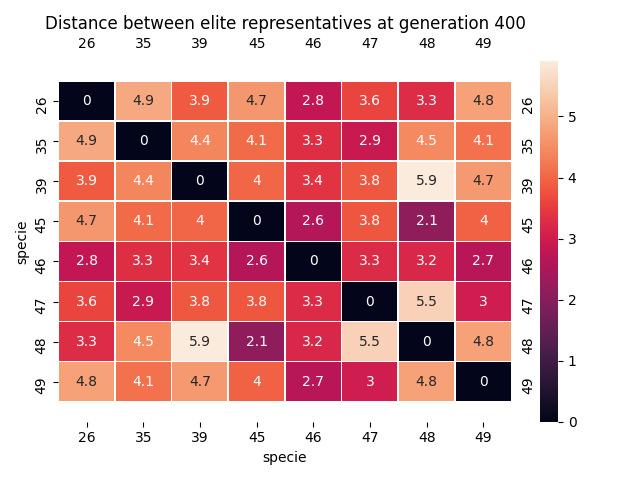 Distance between elite representatives at generation 400
26 35 39 45 46 47 48 49
26 0 4.9 3.9 4.7 2.8 3.6 3.3 4.8 26
35 4.9 0 4.4 4.1 3.3 2.9 4.5 4.1 35
39 3.9 4.4 0 4 3.4 3.8 5.9 4.7 39
45 4.7 4.1 4 0 2.6 3.8 2.1 4 45
46 2.8 3.3 3.4 2.6 0 3.3 3.2 2.7 46
47 3.6 2.9 3.8 3.8 3.3 0 5.5 3 47
48 3.3 4.5 5.9 2.1 3.2 5.5 0 4.8 48
49 4.8 4.1 4.7 4 2.7 3 4.8 0 49
26 35 39 45 46 47 48 49
specie
specie
5
4
3
2
1
0